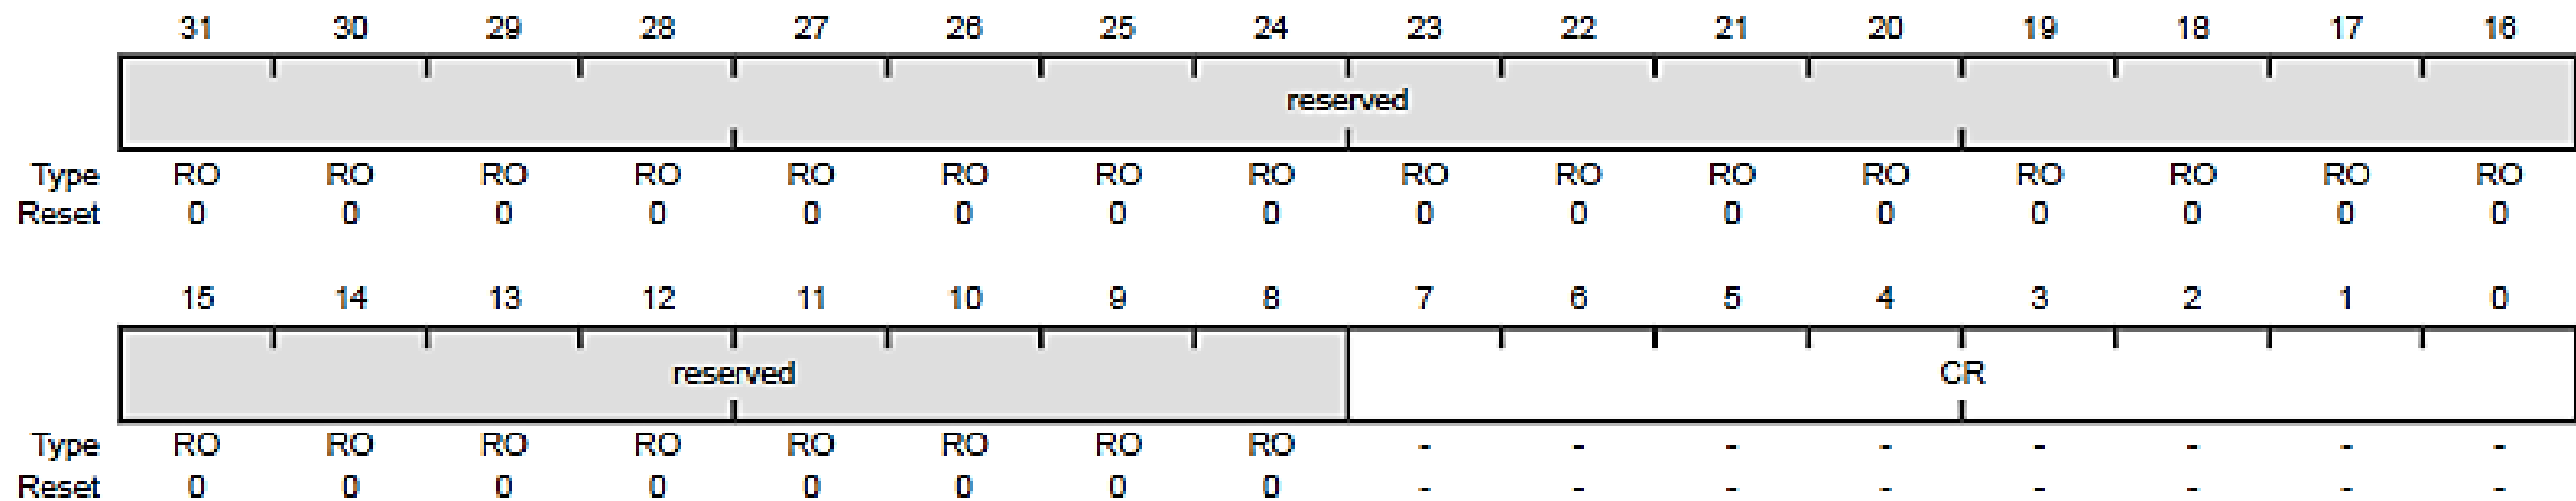 31 30 29 28 27 26 25 24 23 22 21 20 19 18 17 16
reserved
Type RO RO RO RO RO RO RO RO RO RO RO RO RO RO RO RO
Reset 0 0 0 0 0 0 0 0 0 0 0 0 0 0 0 0
15 14 13 12 11 10 9 8 7 6 5 4 3 2 1 0
reserved CR
Type RO RO RO RO RO RO RO RO - - - - - - - -
Reset 0 0 0 0 0 0 0 0 - - - - - - - -